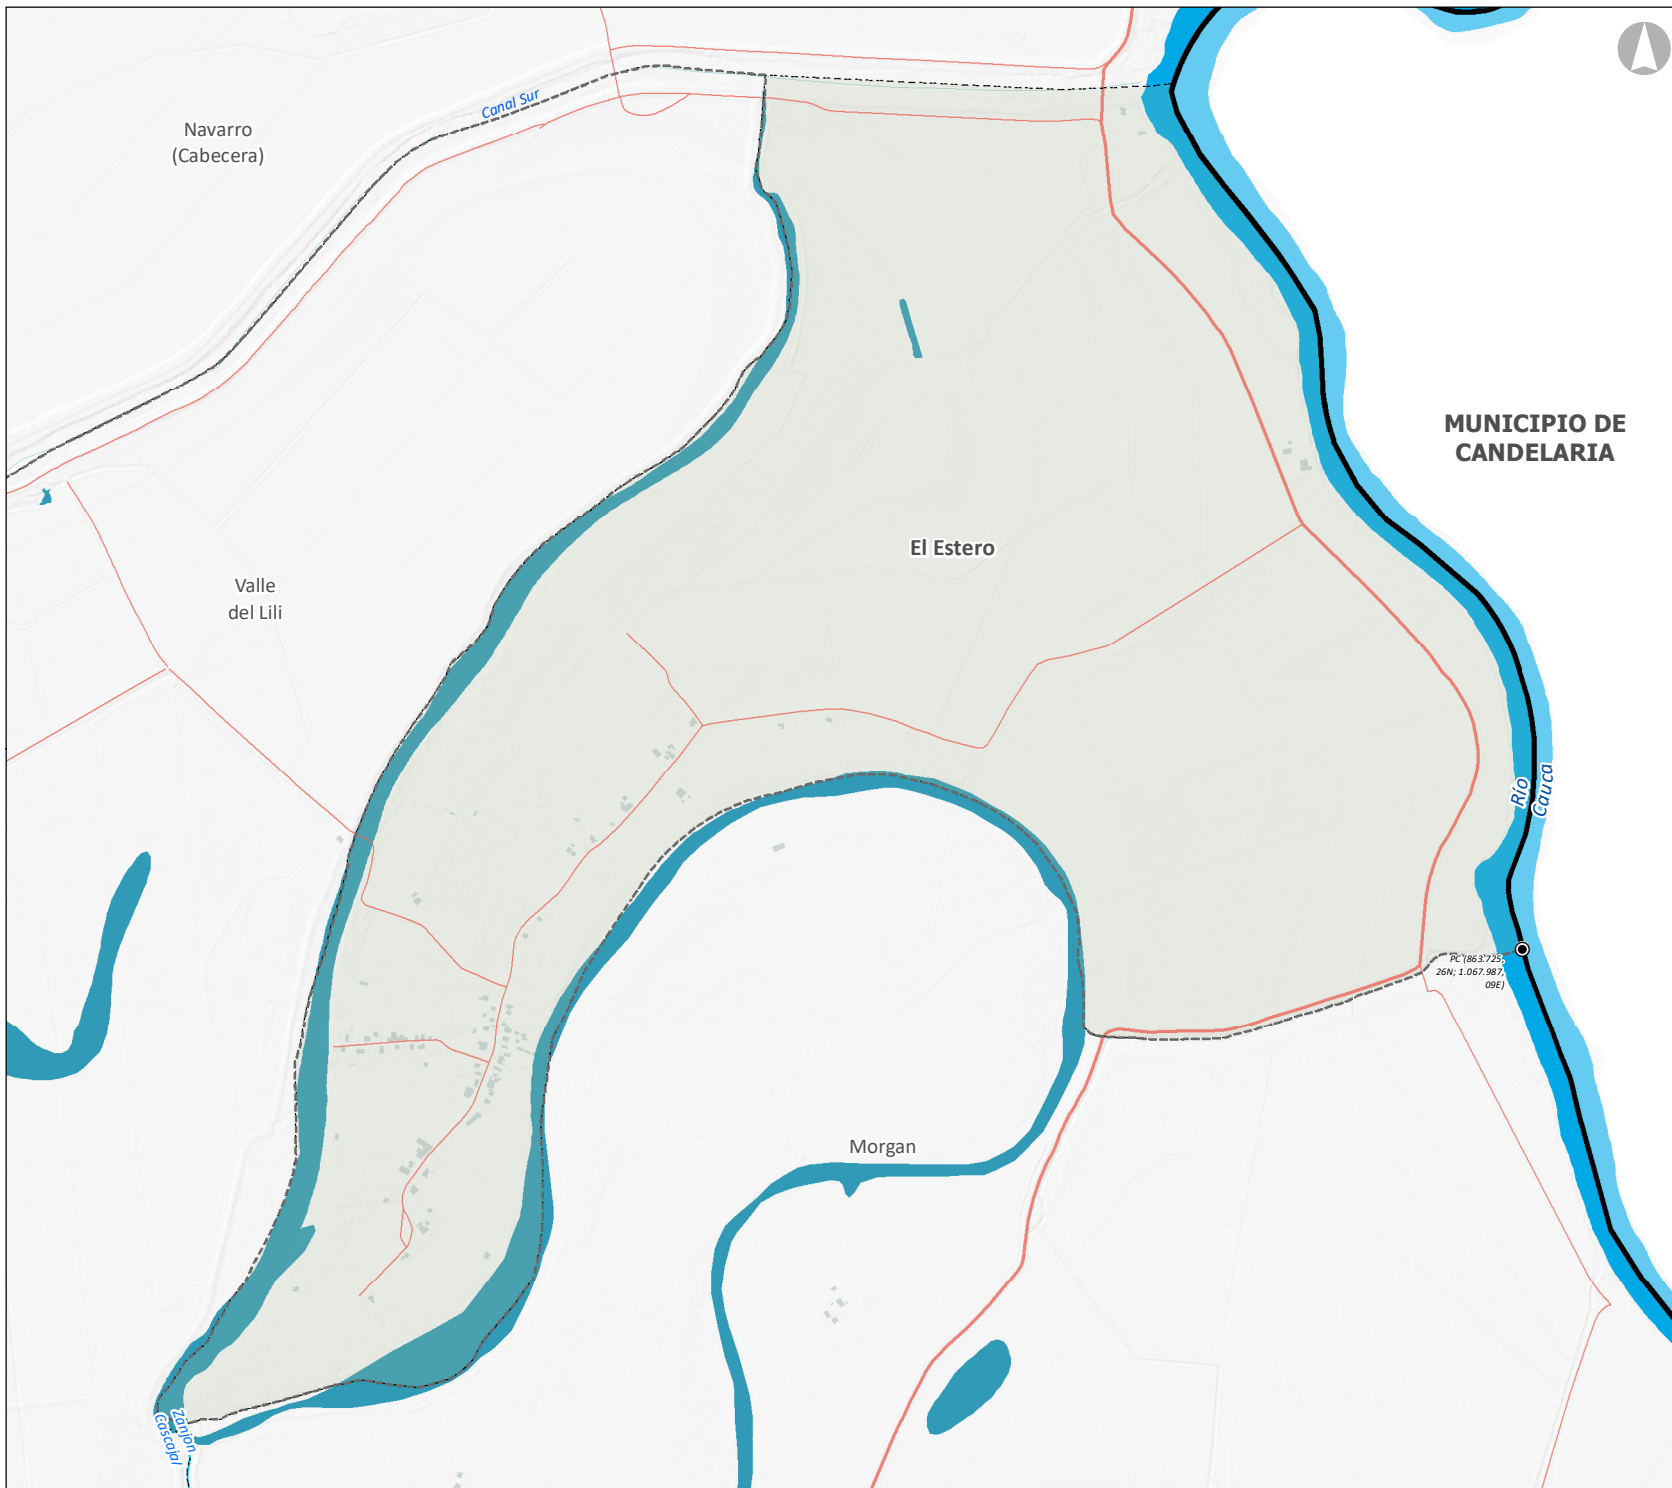 Canal Sur
Navarro
(Cabecera)
MUNICIPIO DE
CANDELARIA
El Estero
Valle
del Lili
Río
Cauca
PC (863.725,
26N; 1.067.987,
09E)
Morgan
Zanjon
Cascajal